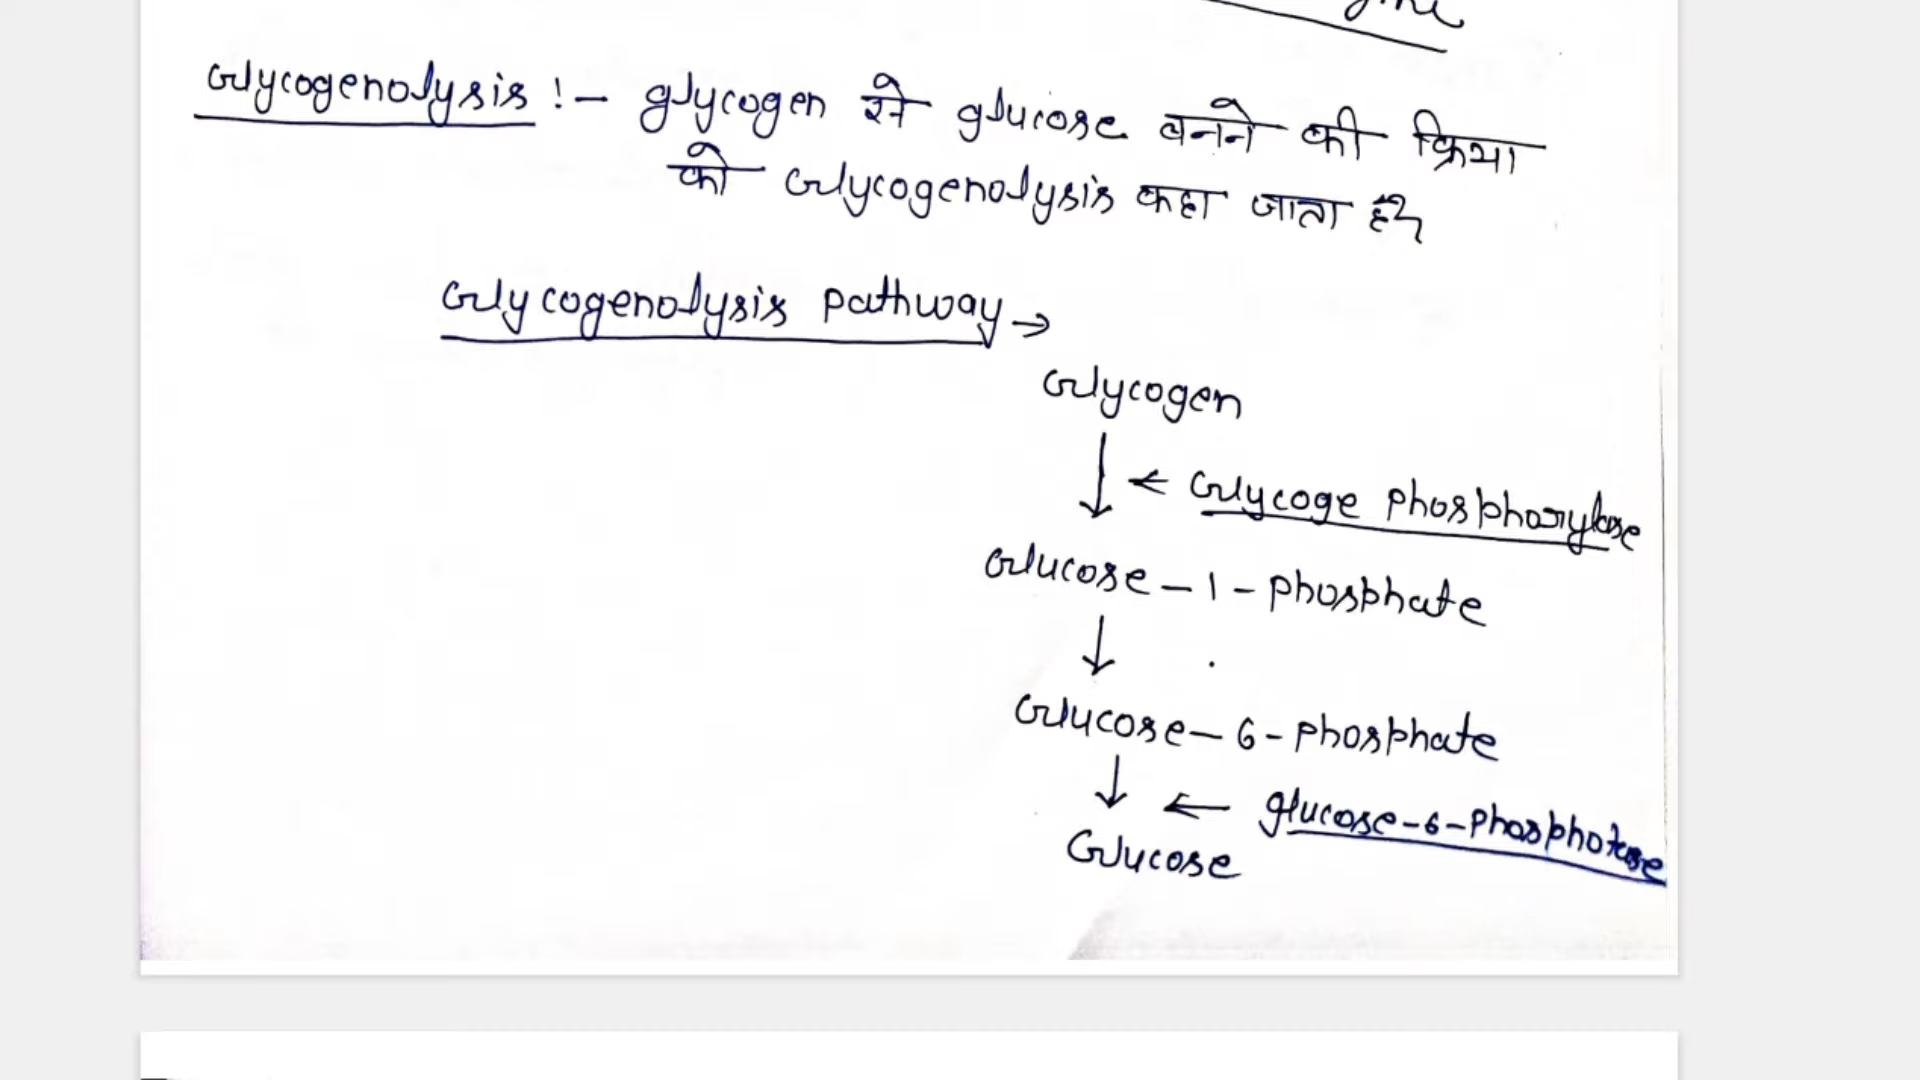 Glycogenolysis :- glycogen से glucose बनने की क्रिया
को Glycogenolysis कहा जाता है
Glycogenolysis pathway →
Glycogen
↓ ← Glycoge phosphorylase
Glucose - 1 - phosphate
↓
Glucose - 6 - phosphate
↓ ← glucose-6-phosphotase
Glucose